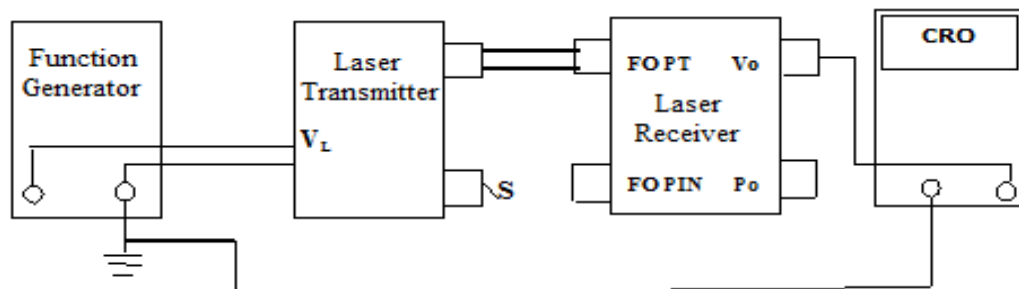 Function
Generator
Laser
Transmitter
V_L
S
FO PT Vo
Laser
Receiver
FO PIN Po
CRO